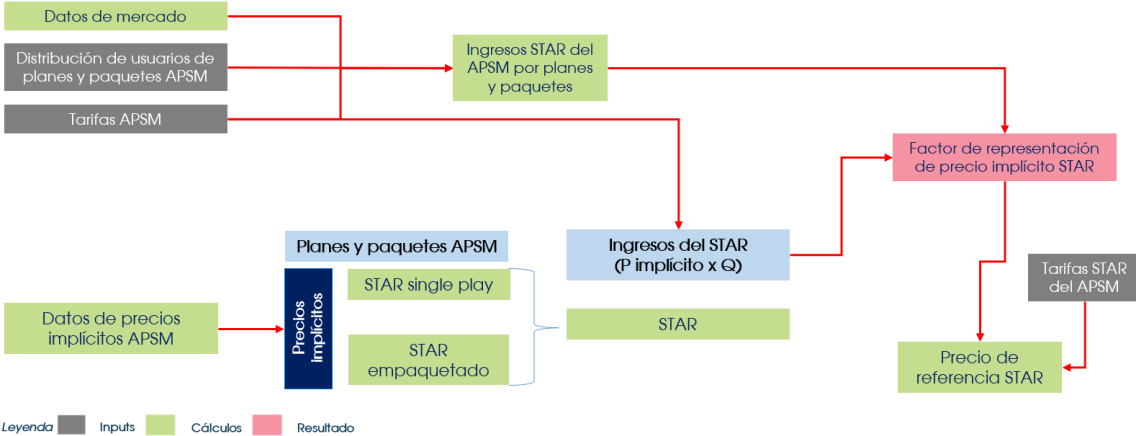 Datos de mercado
Distribución de usuarios de
planes y paquetes APSM
Tarifas APSM
Ingresos STAR del
APSM por planes
y paquetes
Factor de representación
de precio implícito STAR
Planes y paquetes APSM
Ingresos del STAR
(P implícito x Q)
Tarifas STAR
del APSM
Datos de precios
implícitos APSM
Precios
implícitos
STAR single play
STAR
empaquetado
STAR
Precio de
referencia STAR
Leyenda Inputs Cálculos Resultado